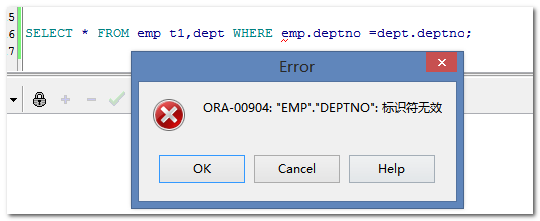 5
6 SELECT * FROM emp t1,dept WHERE emp.deptno =dept.deptno;
7
Error
ORA-00904: "EMP"."DEPTNO": 标识符无效
OK Cancel Help